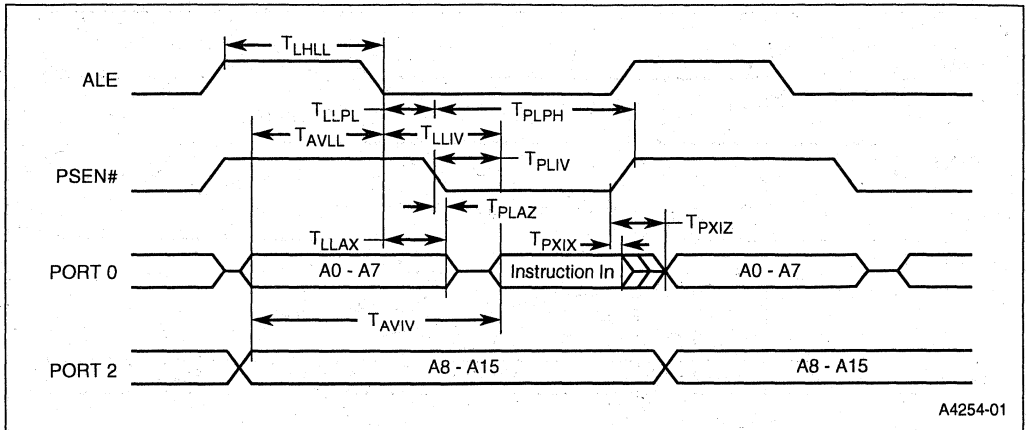 T_LHLL
ALE
T_LLPL
T_PLPH
T_AVLL
T_LLIV
T_PLIV
PSEN#
T_PLAZ
T_PXIZ
T_LLAX
T_PXIX
PORT 0
A0 - A7
Instruction In
A0 - A7
T_AVIV
PORT 2
A8 - A15
A8 - A15
A4254-01